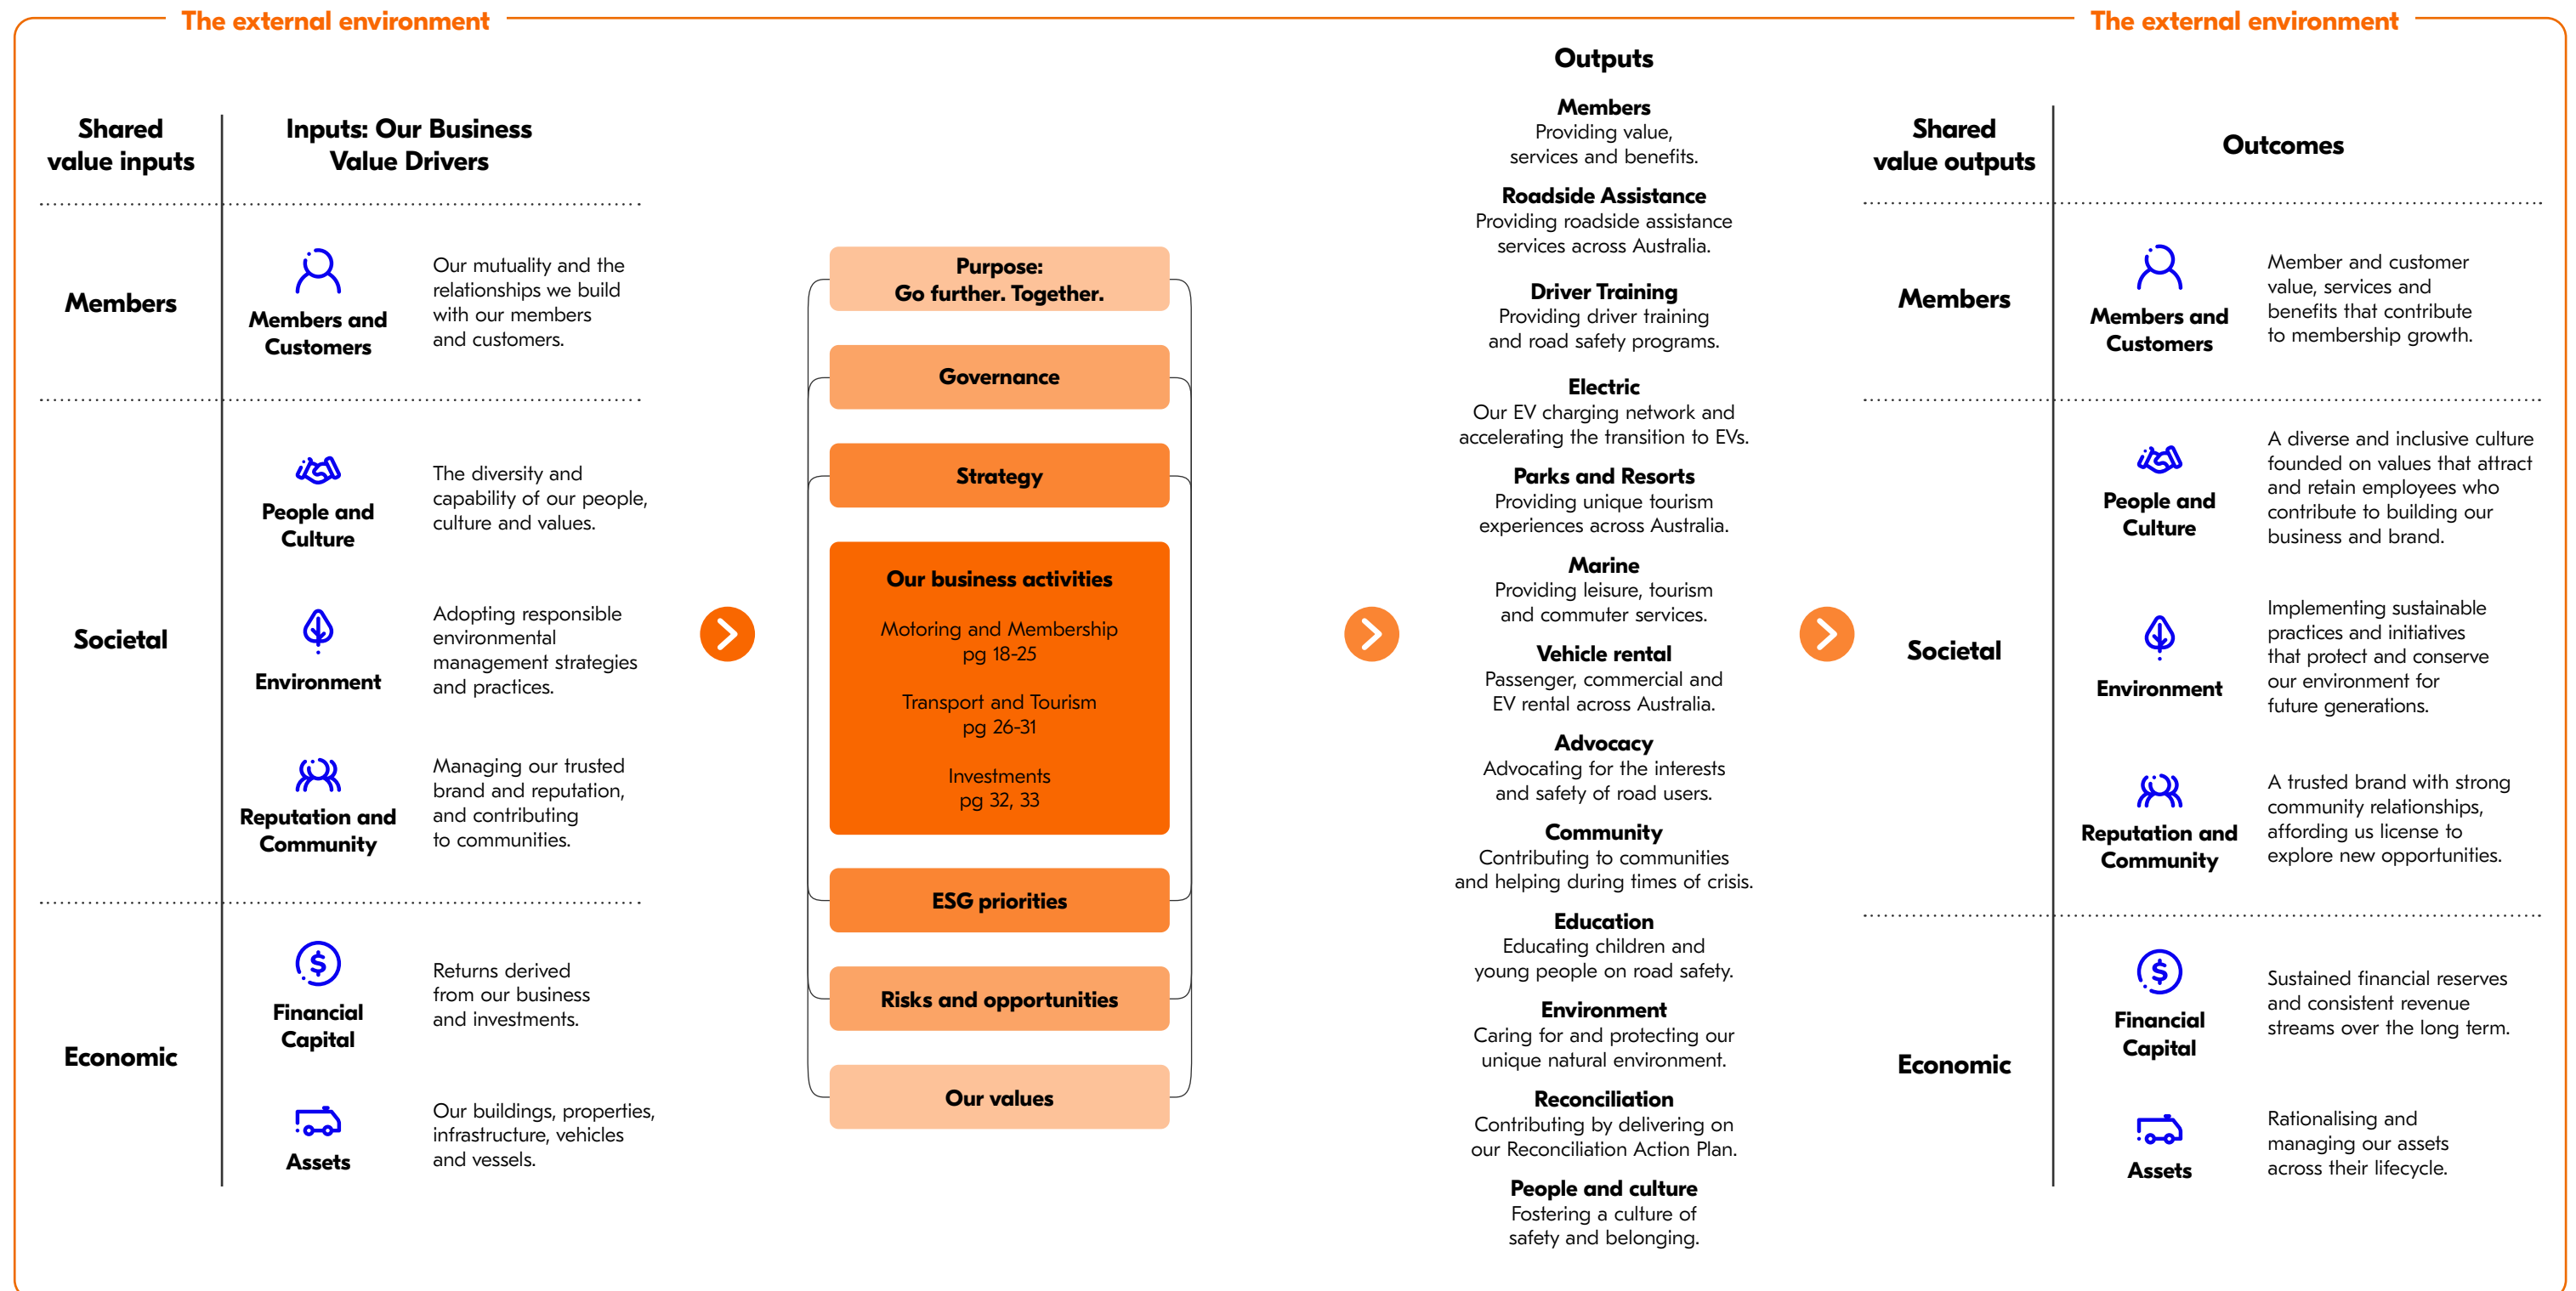 The external environment
The external environment
Shared
value inputs
Inputs: Our Business
Value Drivers
Members
Members and
Customers
Our mutuality and the
relationships we build
with our members
and customers.
Societal
People and
Culture
The diversity and
capability of our people,
culture and values.
Environment
Adopting responsible
environmental
management strategies
and practices.
Reputation and
Community
Managing our trusted
brand and reputation,
and contributing
to communities.
Economic
Financial
Capital
Returns derived
from our business
and investments.
Assets
Our buildings, properties,
infrastructure, vehicles
and vessels.
Purpose:
Go further. Together.
Governance
Strategy
Our business activities
Motoring and Membership
pg 18-25
Transport and Tourism
pg 26-31
Investments
pg 32, 33
ESG priorities
Risks and opportunities
Our values
Outputs
Members
Providing value,
services and benefits.
Roadside Assistance
Providing roadside assistance
services across Australia.
Driver Training
Providing driver training
and road safety programs.
Electric
Our EV charging network and
accelerating the transition to EVs.
Parks and Resorts
Providing unique tourism
experiences across Australia.
Marine
Providing leisure, tourism
and commuter services.
Vehicle rental
Passenger, commercial and
EV rental across Australia.
Advocacy
Advocating for the interests
and safety of road users.
Community
Contributing to communities
and helping during times of crisis.
Education
Educating children and
young people on road safety.
Environment
Caring for and protecting our
unique natural environment.
Reconciliation
Contributing by delivering on
our Reconciliation Action Plan.
People and culture
Fostering a culture of
safety and belonging.
Shared
value outputs
Outcomes
Members
Members and
Customers
Member and customer
value, services and
benefits that contribute
to membership growth.
Societal
People and
Culture
A diverse and inclusive culture
founded on values that attract
and retain employees who
contribute to building our
business and brand.
Environment
Implementing sustainable
practices and initiatives
that protect and conserve
our environment for
future generations.
Reputation and
Community
A trusted brand with strong
community relationships,
affording us license to
explore new opportunities.
Economic
Financial
Capital
Sustained financial reserves
and consistent revenue
streams over the long term.
Assets
Rationalising and
managing our assets
across their lifecycle.